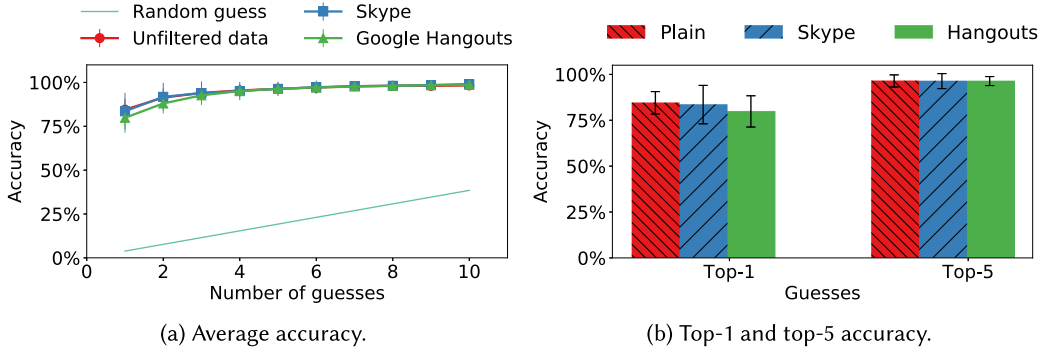 Random guess
Skype
Unfiltered data
Google Hangouts
100%
75%
50%
25%
0%
Accuracy
0 2 4 6 8 10
Number of guesses
(a) Average accuracy.
Plain Skype Hangouts
100%
75%
50%
25%
0%
Accuracy
Top-1 Top-5
Guesses
(b) Top-1 and top-5 accuracy.